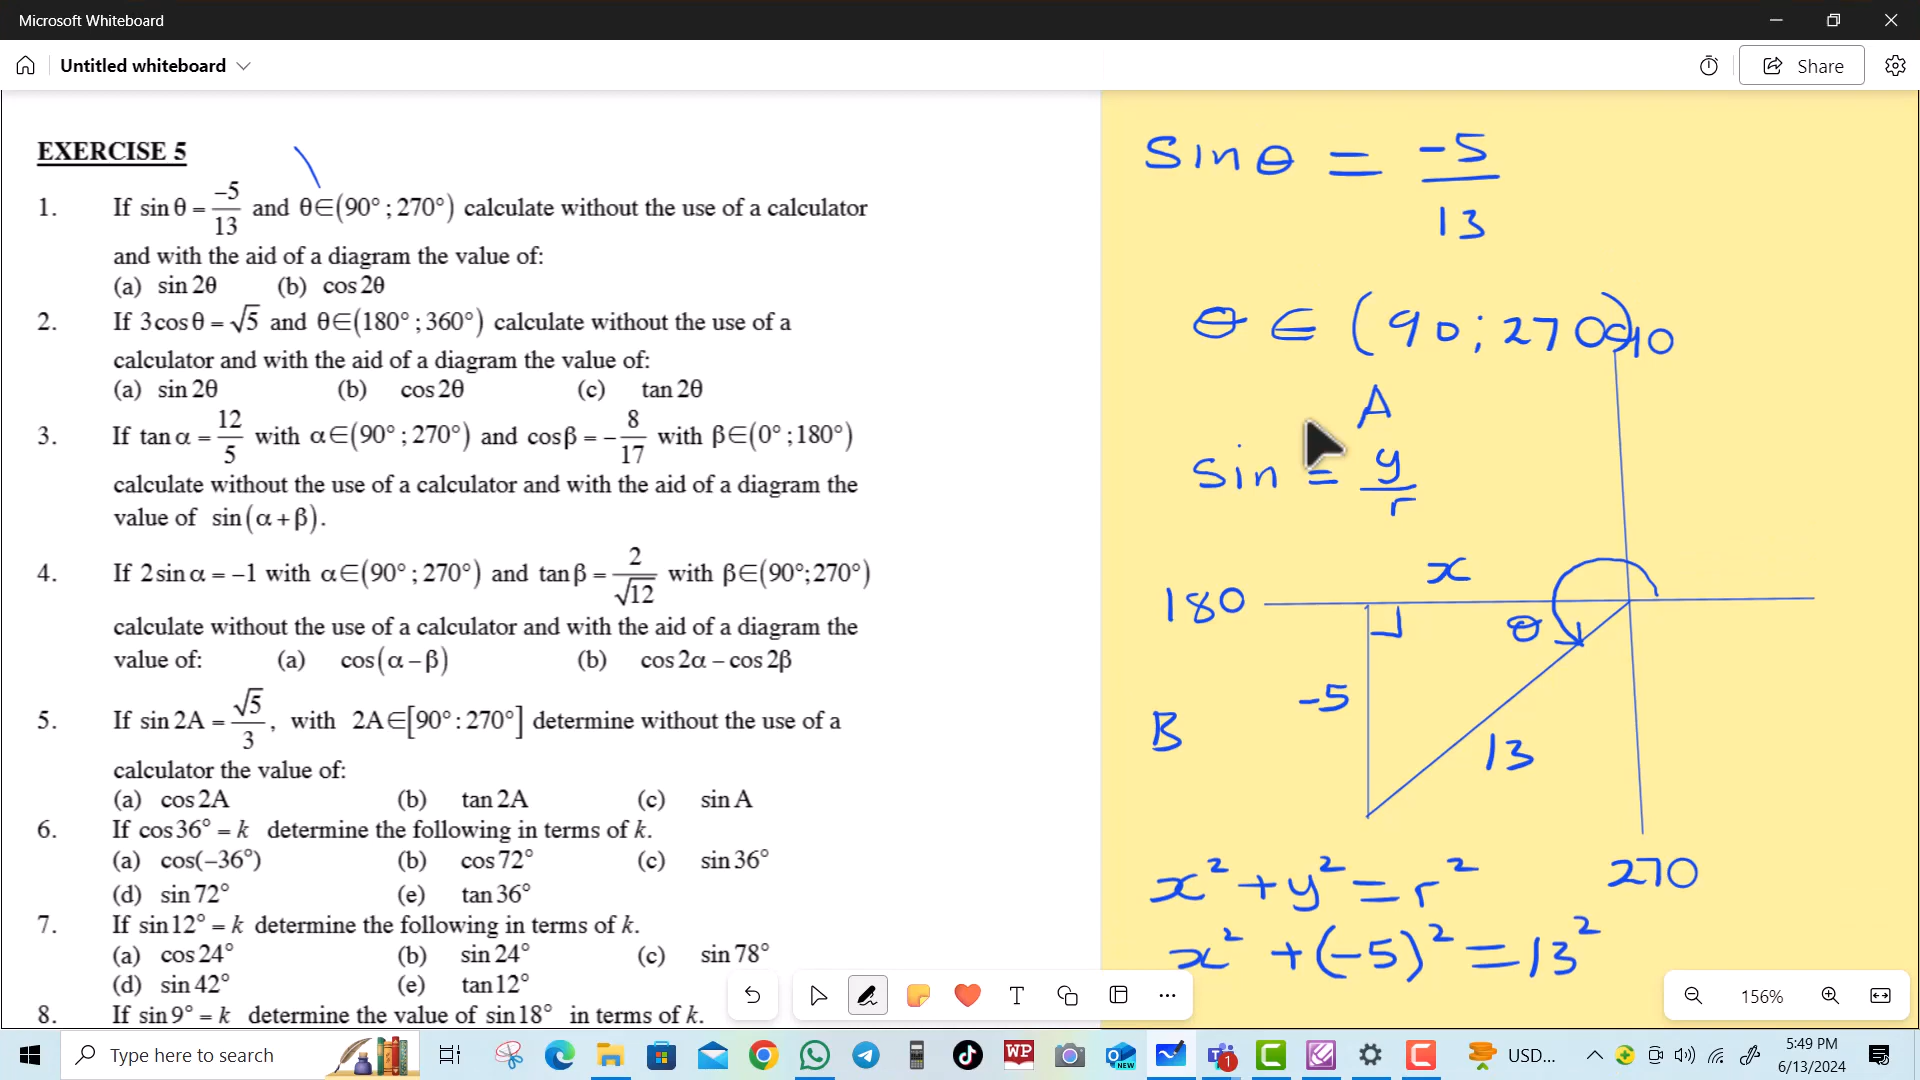 Microsoft Whiteboard
Untitled whiteboard
Share
EXERCISE 5
1. If sin θ = -5/13 and θ∈(90° ; 270°) calculate without the use of a calculator
and with the aid of a diagram the value of:
(a) sin 2θ (b) cos 2θ
2. If 3cos θ = √5 and θ∈(180° ; 360°) calculate without the use of a
calculator and with the aid of a diagram the value of:
(a) sin 2θ (b) cos 2θ (c) tan 2θ
3. If tan α = 12/5 with α∈(90° ; 270°) and cos β = -8/17 with β∈(0° ;180°)
calculate without the use of a calculator and with the aid of a diagram the
value of sin(α+β).
4. If 2sin α = -1 with α∈(90° ; 270°) and tan β = 2/√12 with β∈(90°;270°)
calculate without the use of a calculator and with the aid of a diagram the
value of: (a) cos(α-β) (b) cos 2α - cos 2β
5. If sin 2A = √5/3, with 2A∈[90° : 270°] determine without the use of a
calculator the value of:
(a) cos 2A (b) tan 2A (c) sin A
6. If cos 36° = k determine the following in terms of k.
(a) cos(-36°) (b) cos 72° (c) sin 36°
(d) sin 72° (e) tan 36°
7. If sin 12° = k determine the following in terms of k.
(a) cos 24° (b) sin 24° (c) sin 78°
(d) sin 42° (e) tan 12°
8. If sin 9° = k determine the value of sin 18° in terms of k.
Sin θ = -5/13
θ ∈ (90; 270)
90
A
Sin = y/r
x
180
θ
-5
B
13
270
x² + y² = r²
x² + (-5)² = 13²
156%
Type here to search
WP
NEW
1
USD...
5:49 PM
6/13/2024